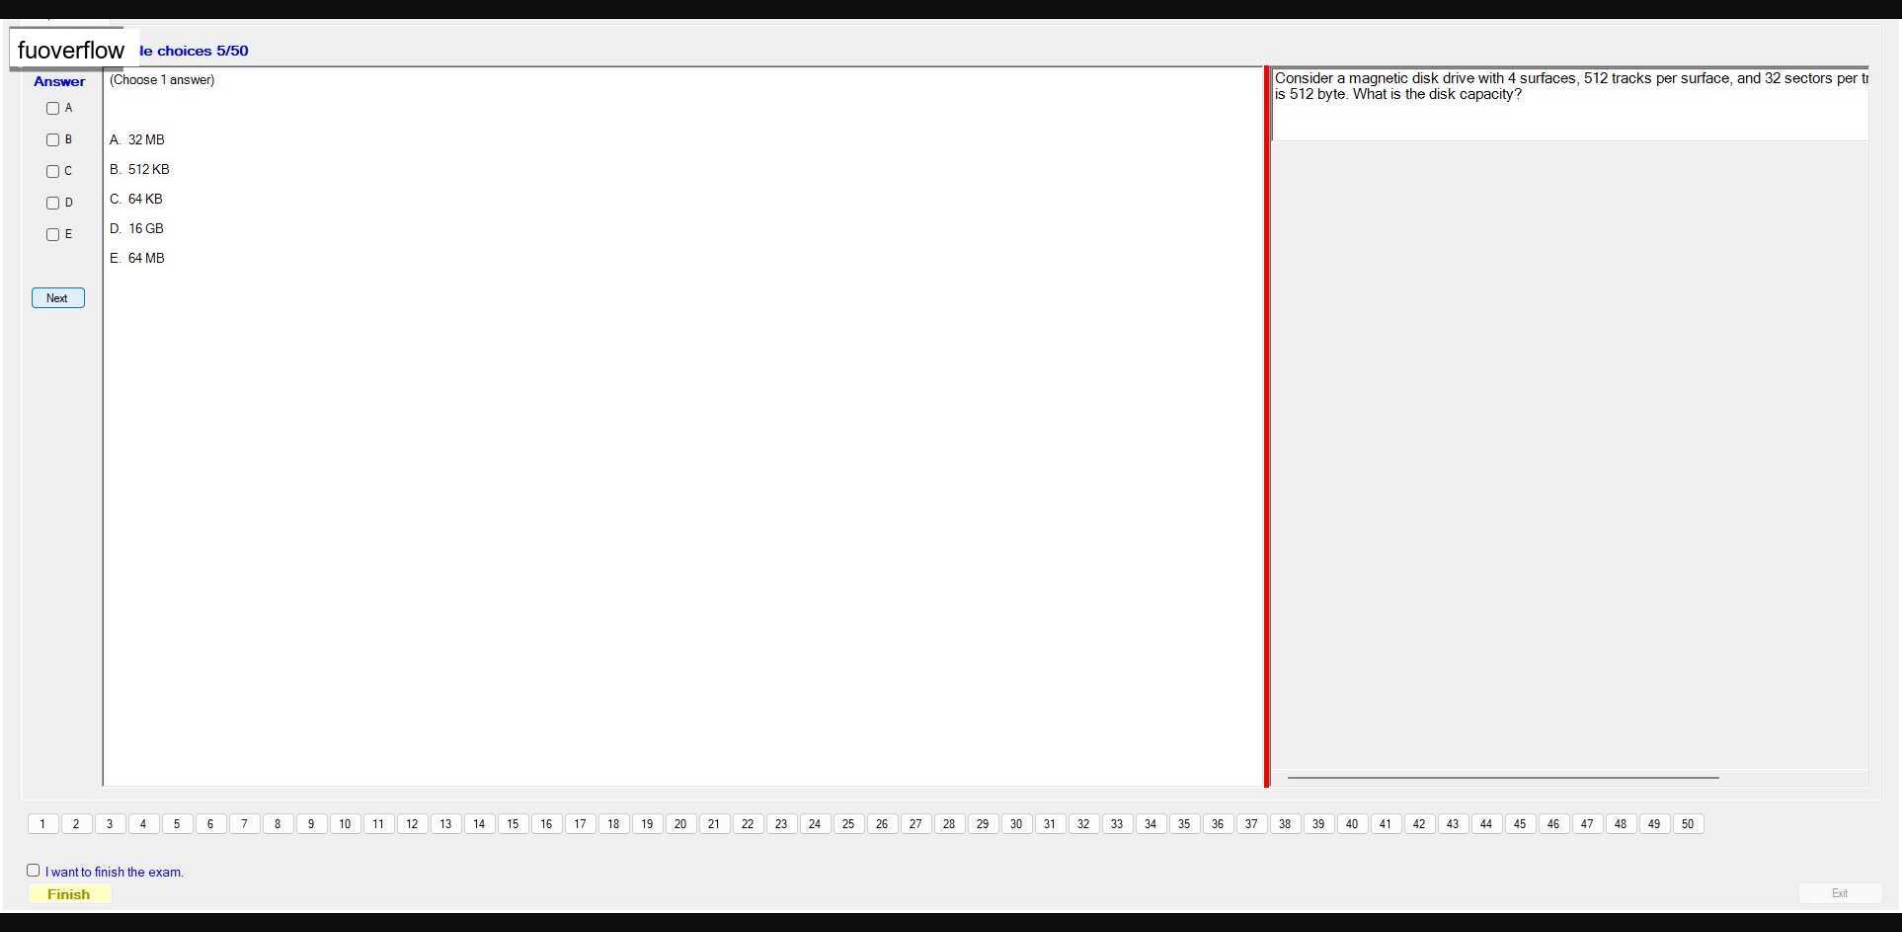 fuoverflow
le choices 5/50
Answer
(Choose 1 answer)
A
B
C
D
E
A. 32 MB
B. 512 KB
C. 64 KB
D. 16 GB
E. 64 MB
Next
Consider a magnetic disk drive with 4 surfaces, 512 tracks per surface, and 32 sectors per
is 512 byte. What is the disk capacity?
1 2 3 4 5 6 7 8 9 10 11 12 13 14 15 16 17 18 19 20 21 22 23 24 25 26 27 28 29 30 31 32 33 34 35 36 37 38 39 40 41 42 43 44 45 46 47 48 49 50
I want to finish the exam.
Finish
Exit